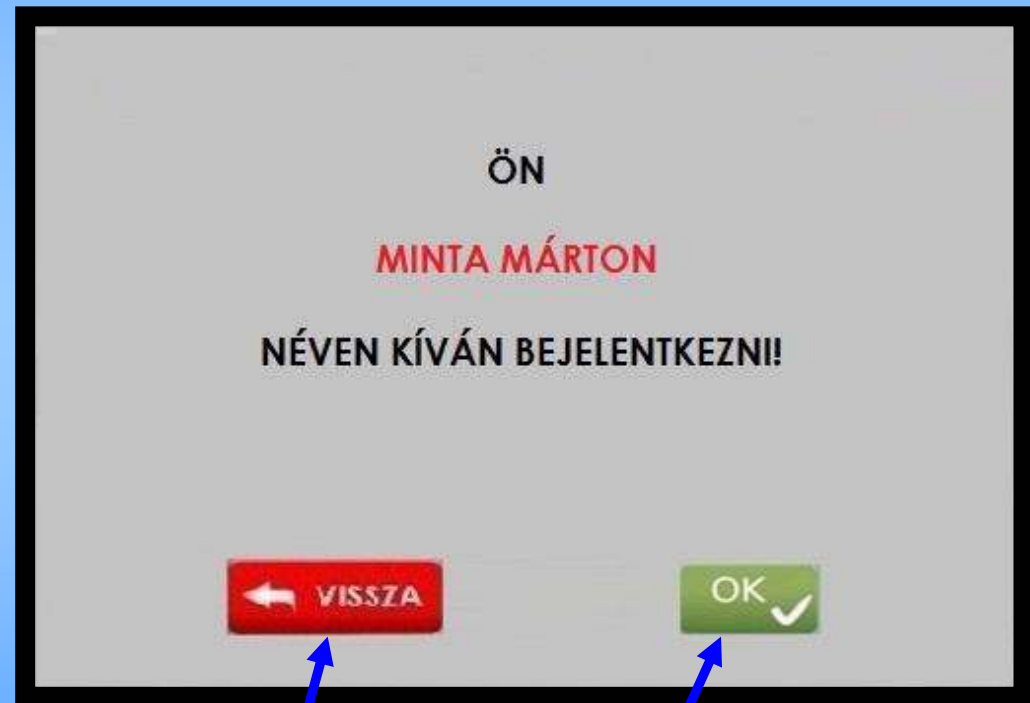 ÖN
MINTA MÁRTON
NÉVEN KÍVÁN BEJELENTKEZNI!
VISSZA
OK